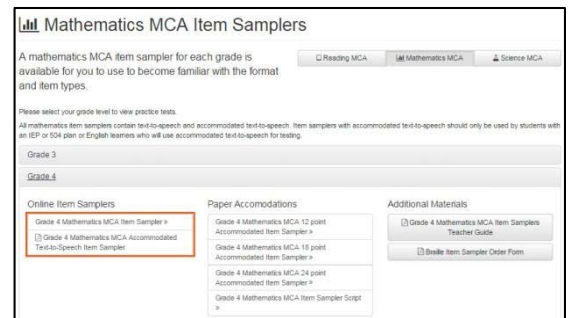 Mathematics MCA Item Samplers
A mathematics MCA item sampler for each grade is
available for you to use to become familiar with the format
and item types.
Reading MCA
Mathematics MCA
Science MCA
Please select your grade level to view practice tests.
All mathematics item samplers contain text-to-speech and accommodated text-to-speech. Item samplers with accommodated text-to-speech should only be used by students with
an IEP or 504 plan or English learners who will use accommodated text-to-speech for testing.
Grade 3
Grade 4
Online Item Samplers
Grade 4 Mathematics MCA Item Sampler »
Grade 4 Mathematics MCA Accommodated
Text-to-Speech Item Sampler
Paper Accomodations
Grade 4 Mathematics MCA 12 point
Accommodated Item Sampler »
Grade 4 Mathematics MCA 18 point
Accommodated Item Sampler »
Grade 4 Mathematics MCA 24 point
Accommodated Item Sampler »
Grade 4 Mathematics MCA Item Sampler Script
»
Additional Materials
Grade 4 Mathematics MCA Item Samplers
Teacher Guide
Braille Item Sampler Order Form